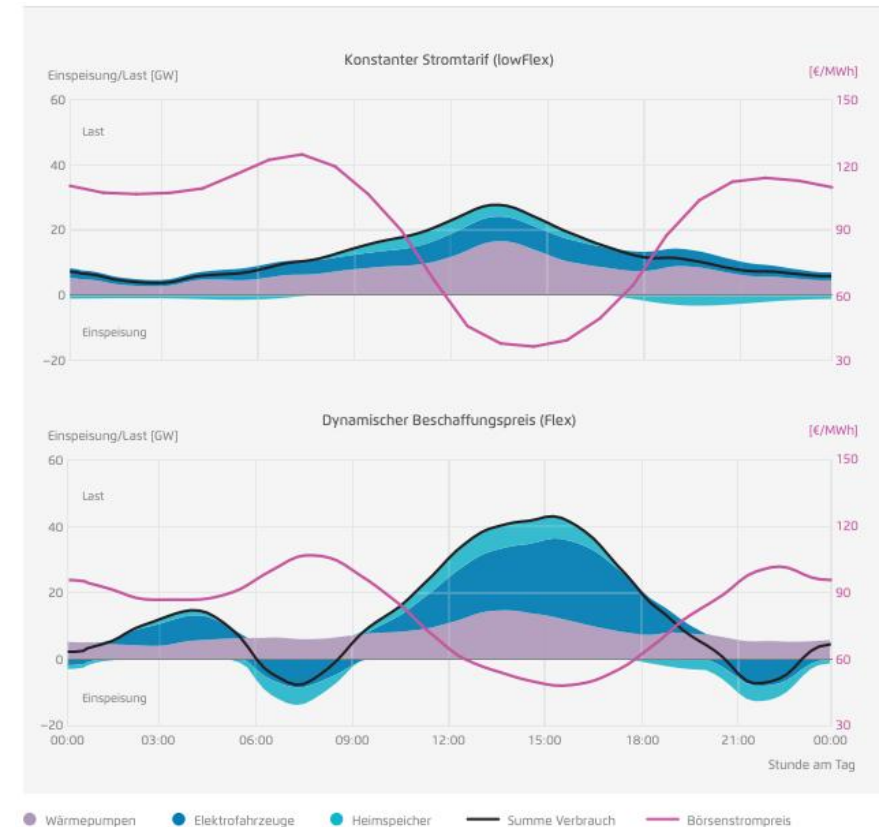 Konstanter Stromtarif (lowFlex)
Einspeisung/Last [GW]
[€/MWh]
60
150
Last
40
120
20
90
0
60
Einspeisung
−20
30
Dynamischer Beschaffungspreis (Flex)
Einspeisung/Last [GW]
[€/MWh]
60
150
Last
40
120
20
90
0
60
Einspeisung
−20
30
00:00 03:00 06:00 09:00 12:00 15:00 18:00 21:00 00:00
Stunde am Tag
Wärmepumpen Elektrofahrzeuge Heimspeicher Summe Verbrauch Börsenstrompreis